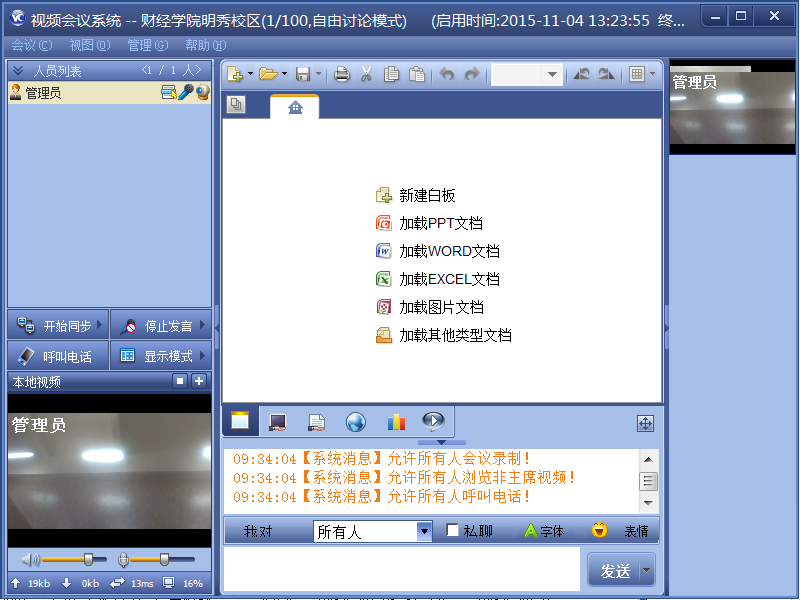 视频会议系统 -- 财经学院明秀校区(1/100,自由讨论模式) (启用时间:2015-11-04 13:23:55 终...
会议(C) 视图(O) 管理(G) 帮助(H)
人员列表 <1 / 1 人>
管理员
管理员
新建白板
加载PPT文档
加载WORD文档
加载EXCEL文档
加载图片文档
加载其他类型文档
开始同步 停止发言
呼叫电话 显示模式
本地视频
管理员
09:34:04【系统消息】允许所有人会议录制!
09:34:04【系统消息】允许所有人浏览非主席视频!
09:34:04【系统消息】允许所有人呼叫电话!
我对 所有人 私聊 字体 表情
发送
19kb 0kb 13ms 16%